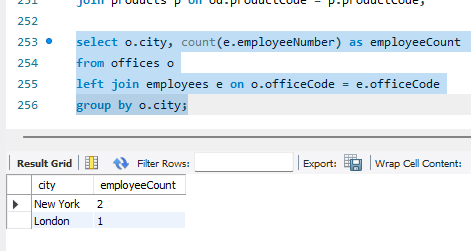 251
join products p on od.productCode = p.productCode;
252
253 select o.city, count(e.employeeNumber) as employeeCount
254 from offices o
255 left join employees e on o.officeCode = e.officeCode
256 group by o.city;
Result Grid Filter Rows: Export: Wrap Cell Content:
city employeeCount
New York 2
London 1